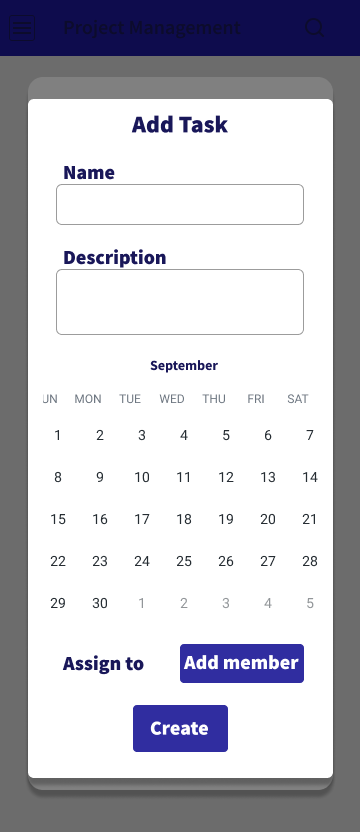 Project Management
Add Task
Name
Description
September
UN MON TUE WED THU FRI SAT
1 2 3 4 5 6 7
8 9 10 11 12 13 14
15 16 17 18 19 20 21
22 23 24 25 26 27 28
29 30 1 2 3 4 5
Assign to Add member
Create